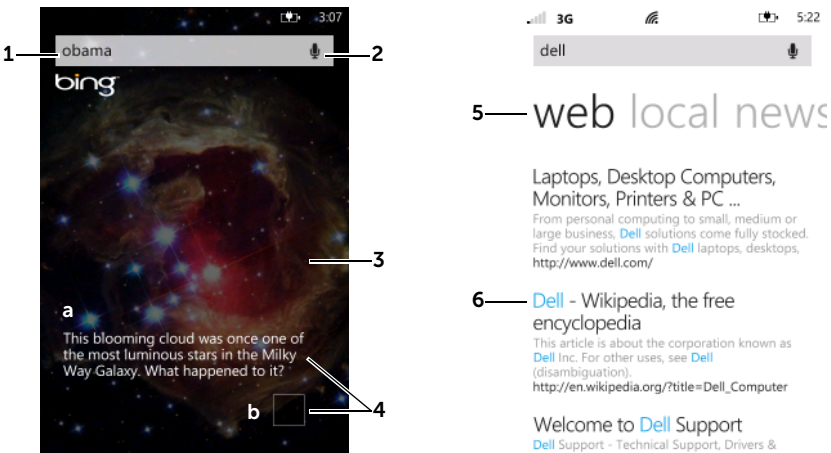 3:07
1
obama
2
bing
3
a
This blooming cloud was once one of
the most luminous stars in the Milky
Way Galaxy. What happened to it?
b
4
3G
5:22
dell
5
web local news
Laptops, Desktop Computers,
Monitors, Printers & PC ...
From personal computing to small, medium or
large business, Dell solutions come fully stocked.
Find your solutions with Dell laptops, desktops,
http://www.dell.com/
6
Dell - Wikipedia, the free
encyclopedia
This article is about the corporation known as
Dell Inc. For other uses, see Dell
(disambiguation).
http://en.wikipedia.org/?title=Dell_Computer
Welcome to Dell Support
Dell Support - Technical Support, Drivers &